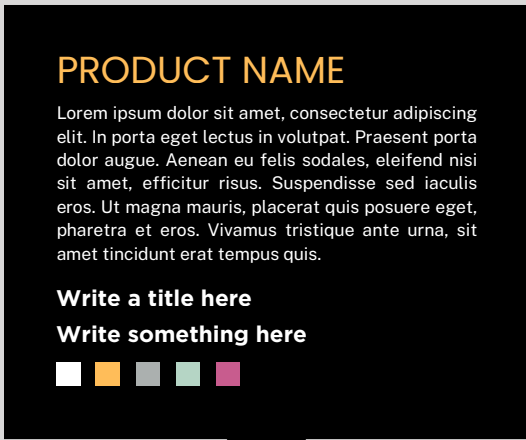 PRODUCT NAME
Lorem ipsum dolor sit amet, consectetur adipiscing
elit. In porta eget lectus in volutpat. Praesent porta
dolor augue. Aenean eu felis sodales, eleifend nisi
sit amet, efficitur risus. Suspendisse sed iaculis
eros. Ut magna mauris, placerat quis posuere eget,
pharetra et eros. Vivamus tristique ante urna, sit
amet tincidunt erat tempus quis.
Write a title here
Write something here